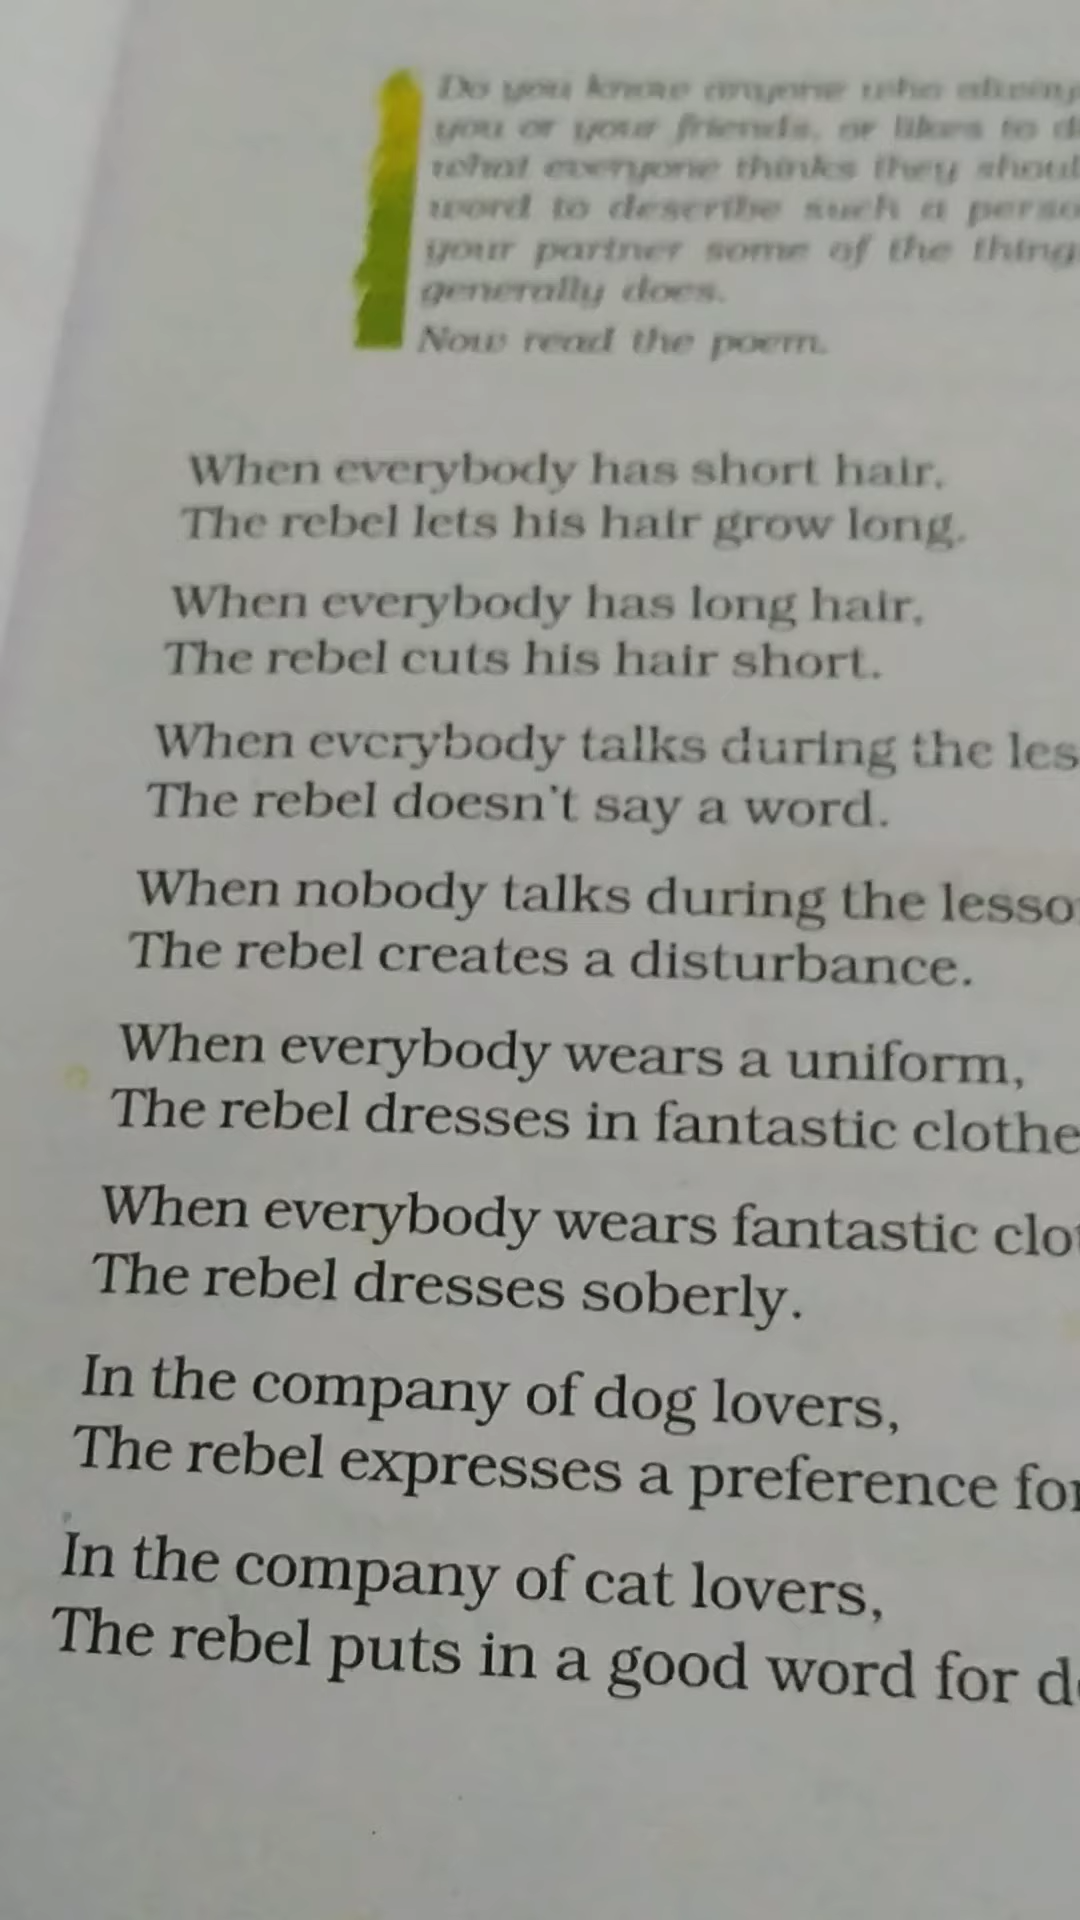 Do you know anyone who always
you or your friends, or likes to d
what everyone thinks they shoul
word to describe such a perso
your partner some of the thing
generally does.
Now read the poem.
When everybody has short hair,
The rebel lets his hair grow long.
When everybody has long hair,
The rebel cuts his hair short.
When everybody talks during the les
The rebel doesn't say a word.
When nobody talks during the lesso
The rebel creates a disturbance.
When everybody wears a uniform,
The rebel dresses in fantastic clothe
When everybody wears fantastic clot
The rebel dresses soberly.
In the company of dog lovers,
The rebel expresses a preference for
In the company of cat lovers,
The rebel puts in a good word for do